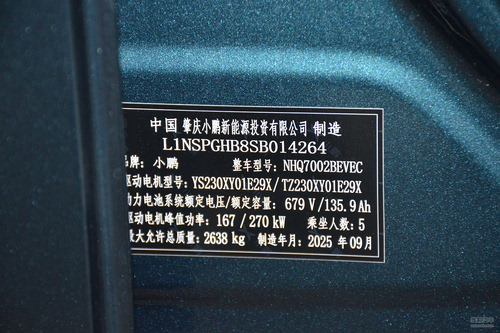 中国 肇庆小鹏新能源投资有限公司 制造
L1NSPGHB8SB014264
品牌：小鹏 整车型号：NHQ7002BEVEC
驱动电机型号：YS230XY01E29X/TZ230XY01E29X
动力电池系统额定电压/额定容量：679 V/135.9 Ah
驱动电机峰值功率：167/270 kW 乘坐人数：5
最大允许总质量：2638 kg 制造年月：2025 年09月